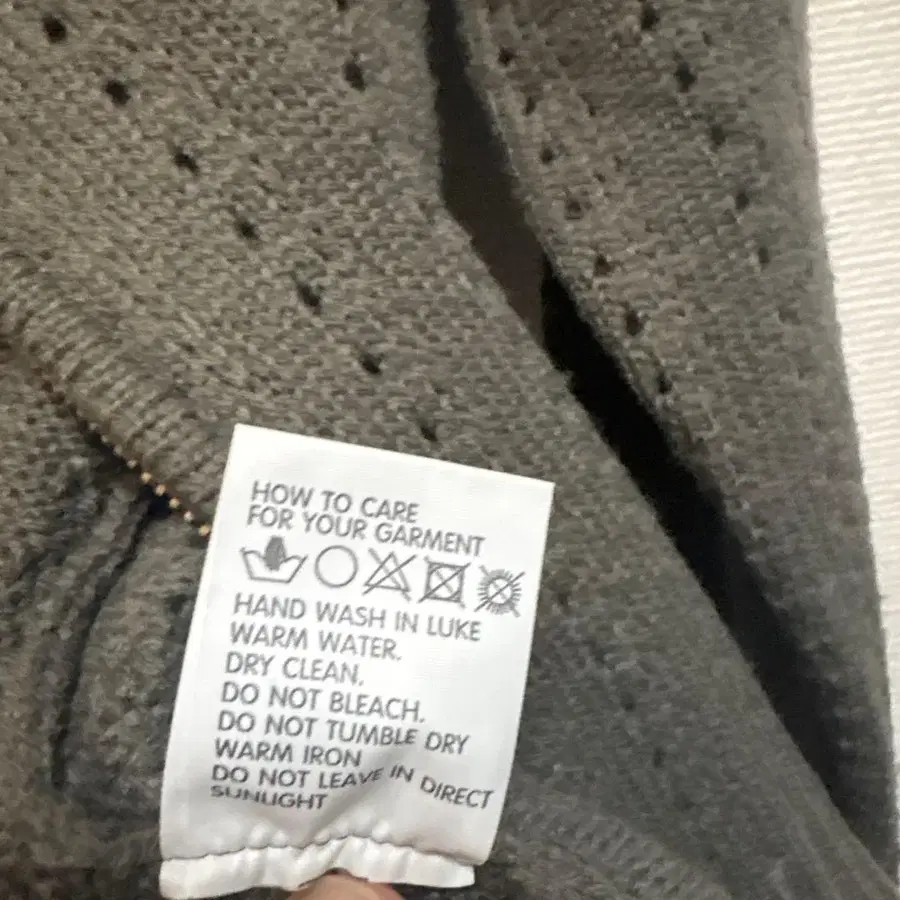 HOW TO CARE
FOR YOUR GARMENT
HAND WASH IN LUKE
WARM WATER.
DRY CLEAN.
DO NOT BLEACH.
DO NOT TUMBLE DRY
WARM IRON
DO NOT LEAVE IN DIRECT
SUNLIGHT